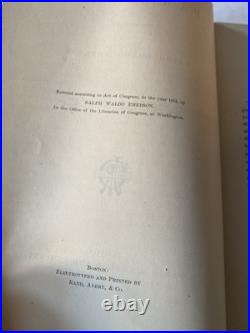 Entered according to Act of Congress, in the year by
RALPH WALDO EMERSON,
In the Office of the Librarian of Congress, at Washington.
BOSTON:
ELECTROTYPED AND PRINTED BY
RAND, AVERY, & CO.